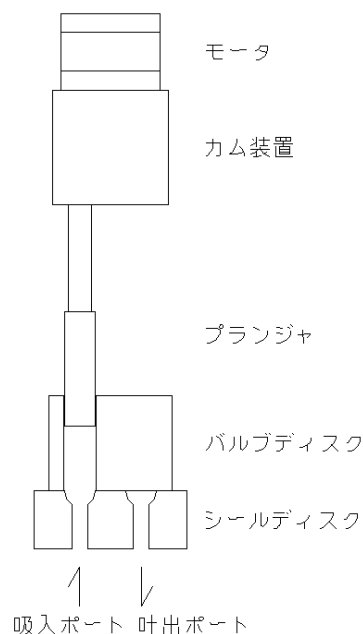 モータ
カム装置
プランジャ
バルブディスク
シールディスク
吸入ポート 吐出ポート